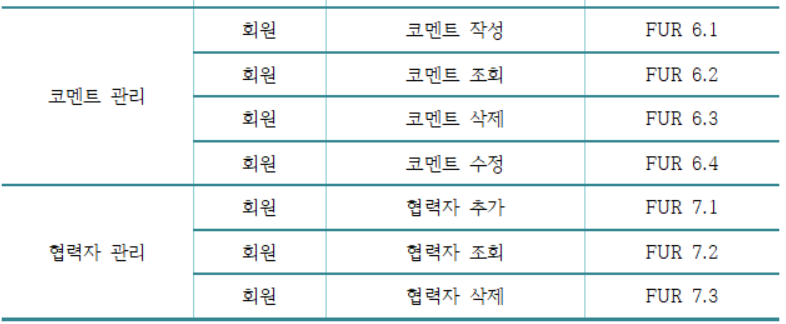 회원 코멘트 작성 FUR 6.1
회원 코멘트 조회 FUR 6.2
코멘트 관리
회원 코멘트 삭제 FUR 6.3
회원 코멘트 수정 FUR 6.4
회원 협력자 추가 FUR 7.1
협력자 관리 회원 협력자 조회 FUR 7.2
회원 협력자 삭제 FUR 7.3